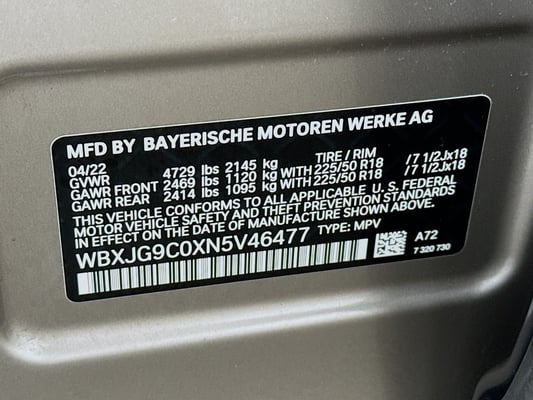 MFD BY BAYERISCHE MOTOREN WERKE AG
04/22 TIRE / RIM
GVWR 4729 lbs 2145 kg
GAWR FRONT 2469 lbs 1120 kg WITH 225/50 R18 / 7 1/2Jx18
GAWR REAR 2414 lbs 1095 kg WITH 225/50 R18 / 7 1/2Jx18
THIS VEHICLE CONFORMS TO ALL APPLICABLE U. S. FEDERAL
MOTOR VEHICLE SAFETY AND THEFT PREVENTION STANDARDS
IN EFFECT ON THE DATE OF MANUFACTURE SHOWN ABOVE.
WBXJG9C0XN5V46477 TYPE: MPV
A72
7 320 730